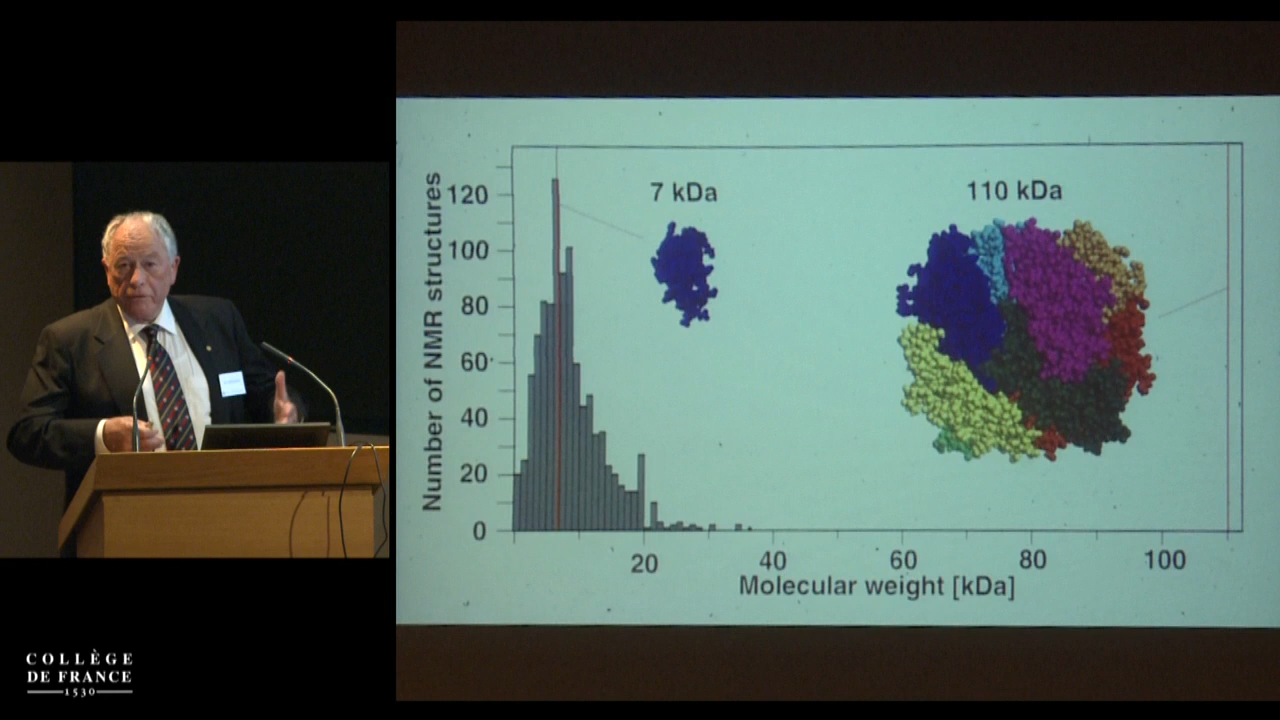 7 kDa
110 kDa
Number of NMR structures
120
100
80
60
40
20
0
20
40
60
80
100
Molecular weight [kDa]
COLLÈGE
DE FRANCE
1530